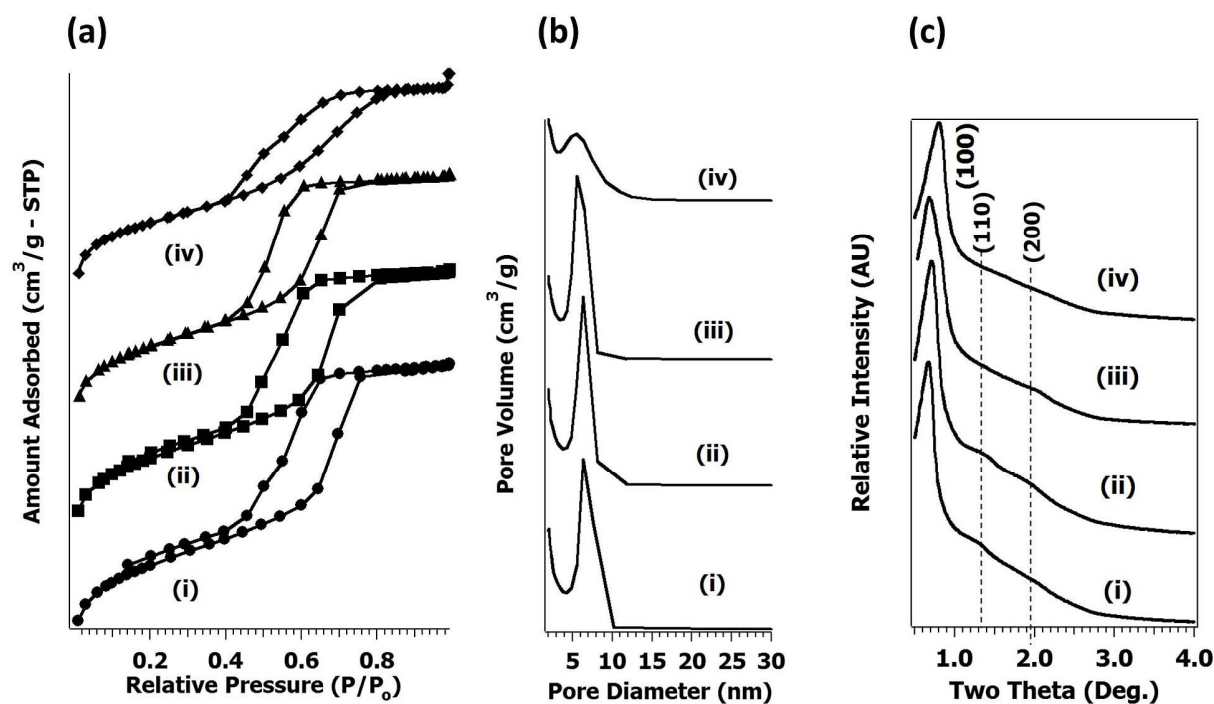 (a)
Amount Adsorbed (cm³/g - STP)
(iv)
(iii)
(ii)
(i)
0.2 0.4 0.6 0.8
Relative Pressure (P/Pₒ)
(b)
Pore Volume (cm³/g)
(iv)
(iii)
(ii)
(i)
5 10 15 20 25 30
Pore Diameter (nm)
(c)
Relative Intensity (AU)
(100)
(110)
(200)
(iv)
(iii)
(ii)
(i)
1.0 2.0 3.0 4.0
Two Theta (Deg.)